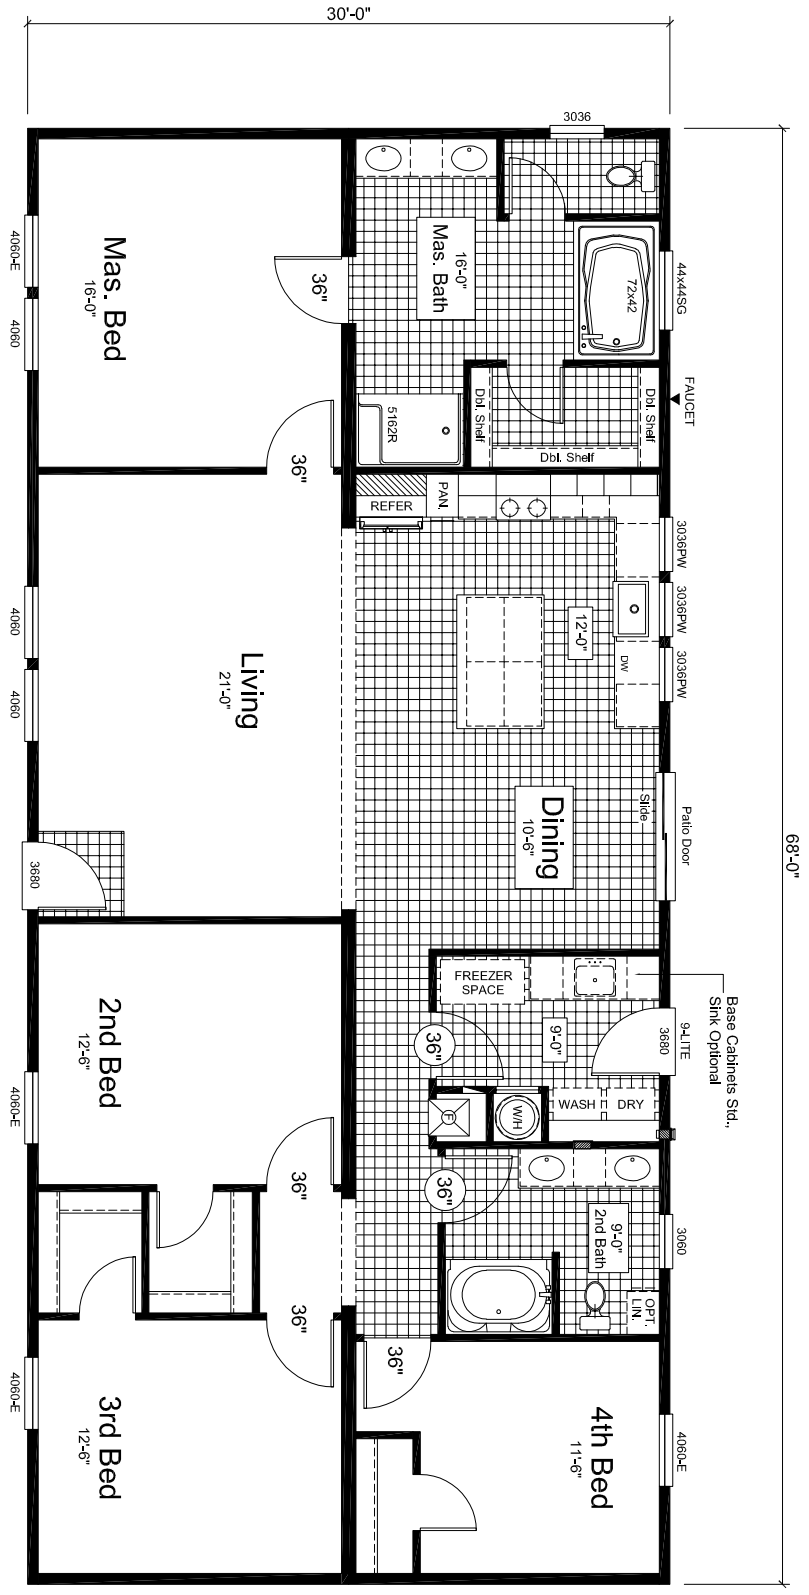 30'-0"
68'-0"
3036
4060-E
4060
Mas. Bed
16'-0"
36"
36"
16'-0"
Mas. Bath
72x42
44x44SG
FAUCET
5162R
Dbl. Shelf
Dbl. Shelf
Dbl. Shelf
REFER
PAN.
3036PW
3036PW
3036PW
12'-0"
DW
Living
21'-0"
4060
4060
Dining
10'-6"
Slide
Patio Door
3680
FREEZER
SPACE
Base Cabinets Std.,
Sink Optional
9-LITE
3680
9'-0"
36"
WASH
DRY
W/H
F
2nd Bed
12'-6"
4060-E
36"
36"
9'-0"
2nd Bath
3060
OPT.
LIN.
36"
36"
3rd Bed
12'-6"
4060-E
4th Bed
11'-6"
4060-E